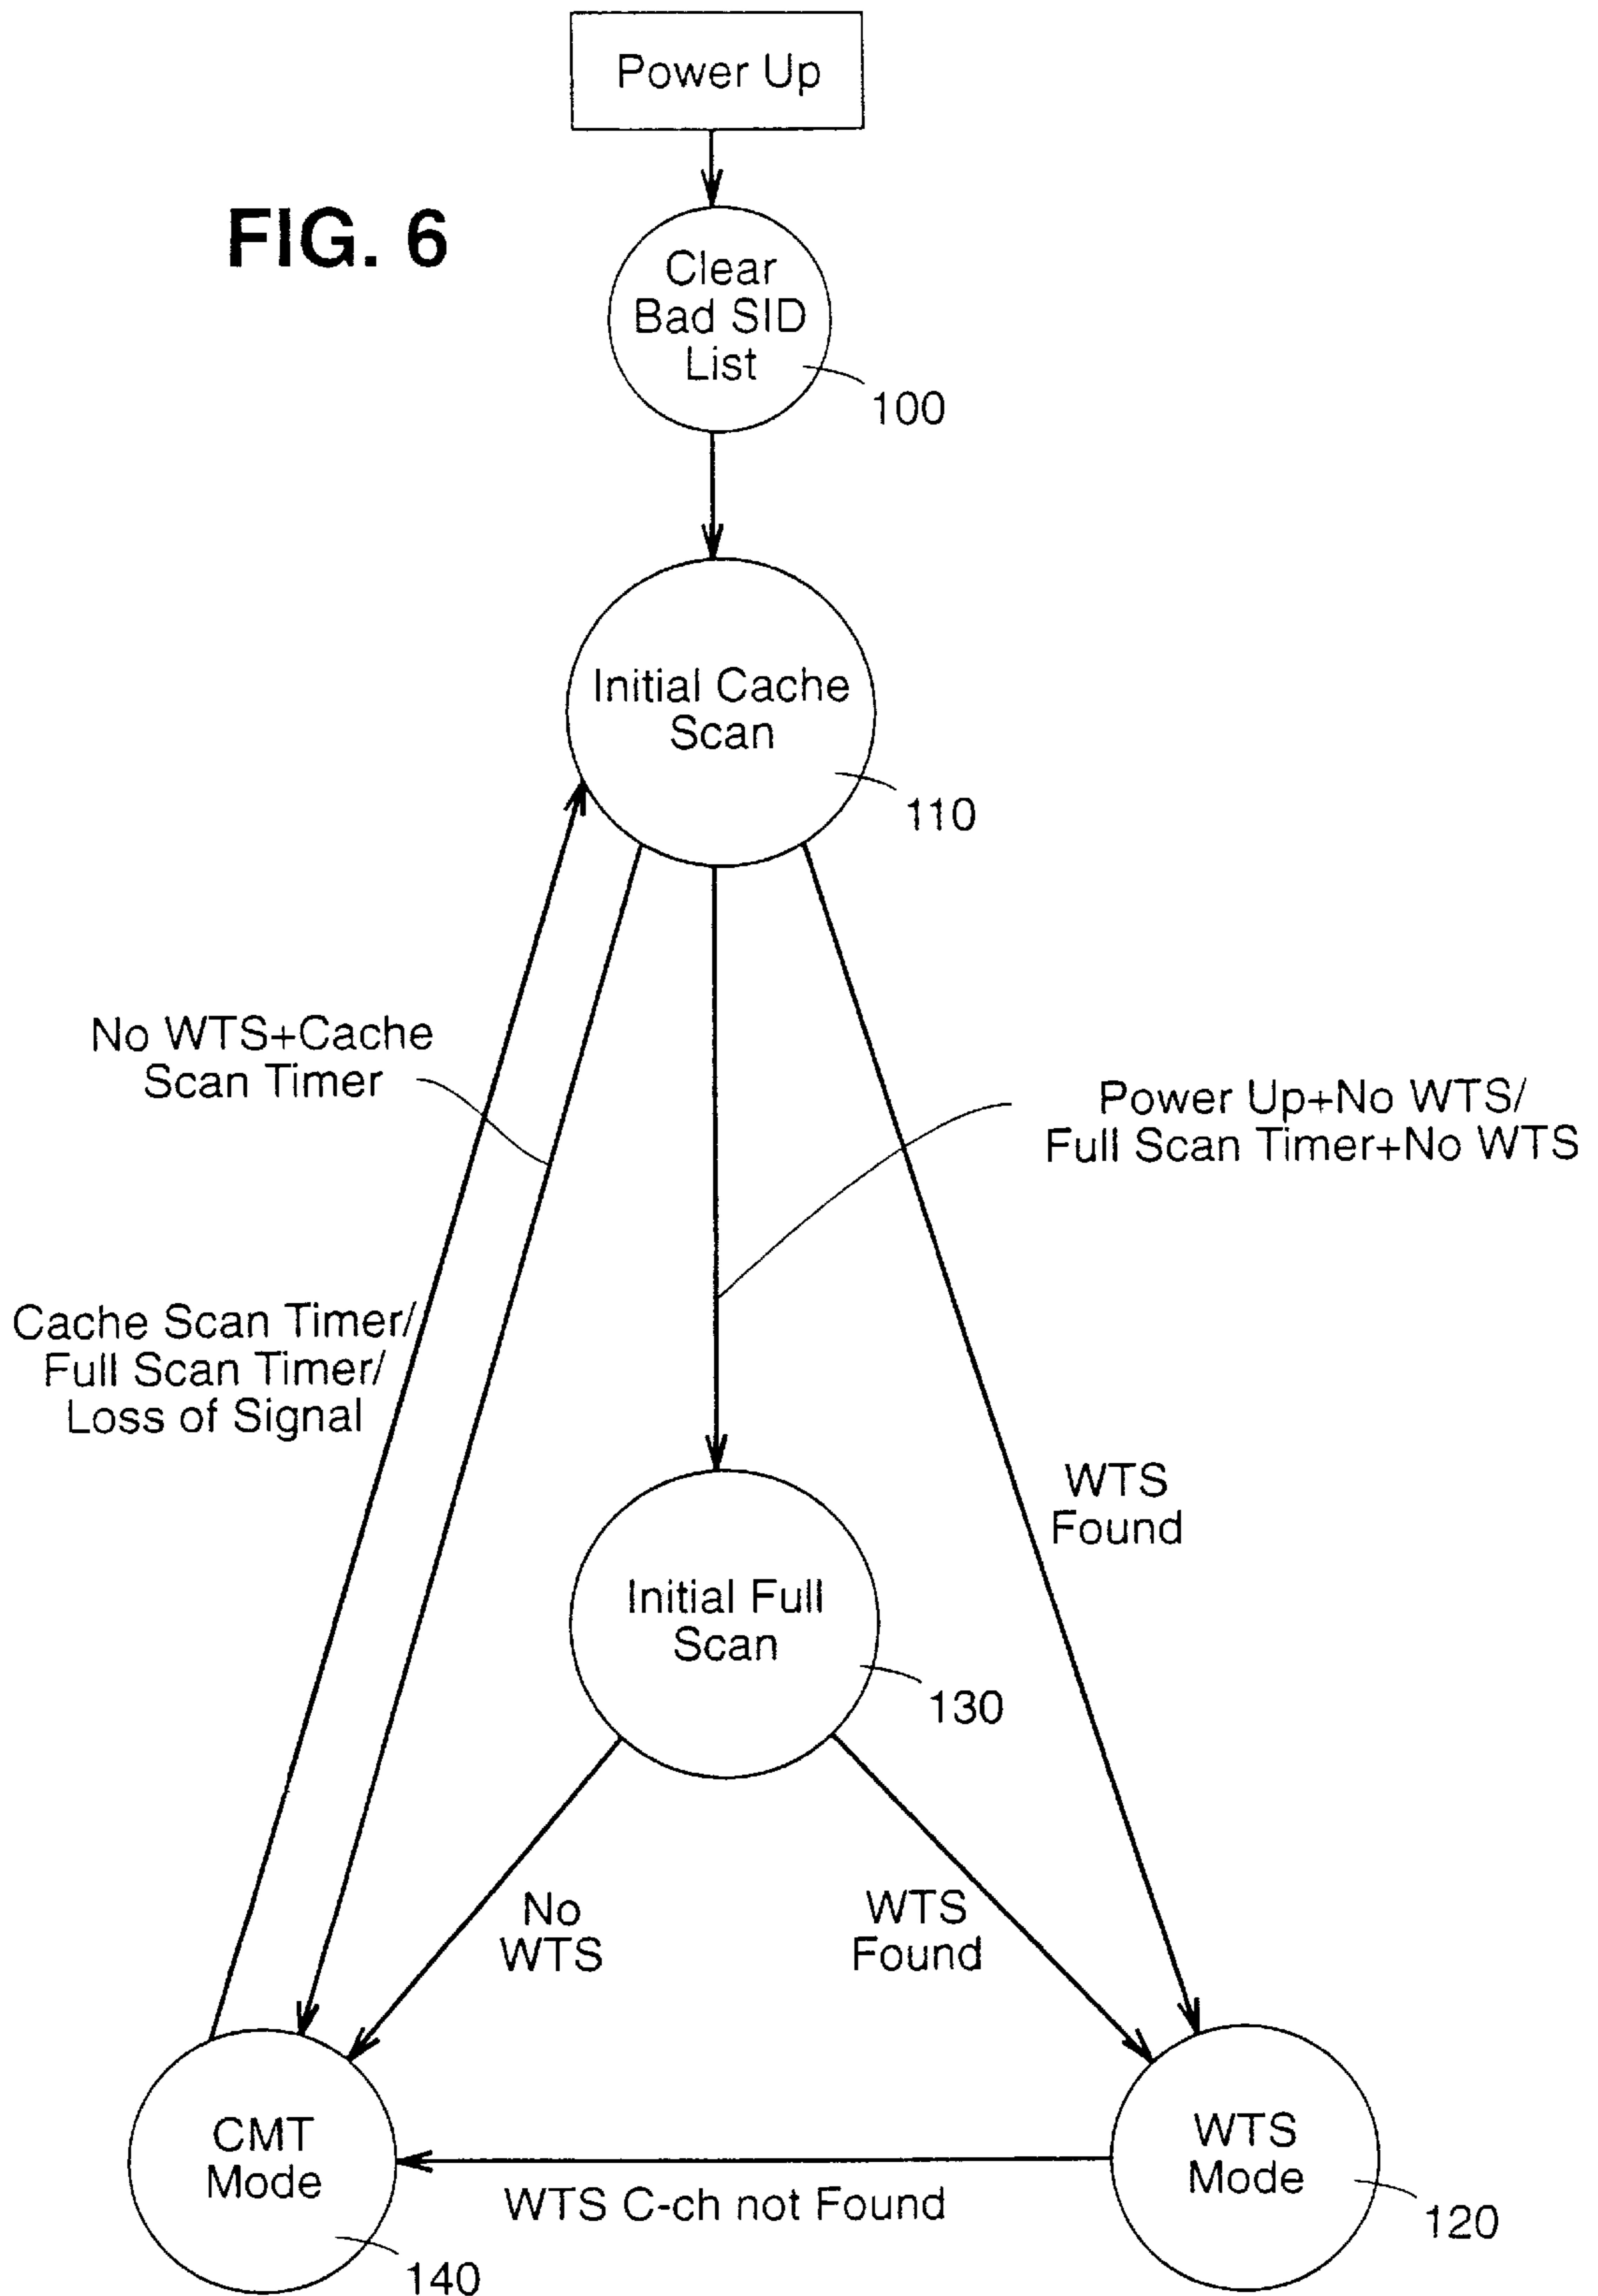 Power Up
FIG. 6
Clear
Bad SID
List
100
Initial Cache
Scan
110
No WTS+Cache
Scan Timer
Power Up+No WTS/
Full Scan Timer+No WTS
Cache Scan Timer/
Full Scan Timer/
Loss of Signal
WTS
Found
Initial Full
Scan
130
No
WTS
WTS
Found
CMT
Mode
140
WTS C-ch not Found
WTS
Mode
120